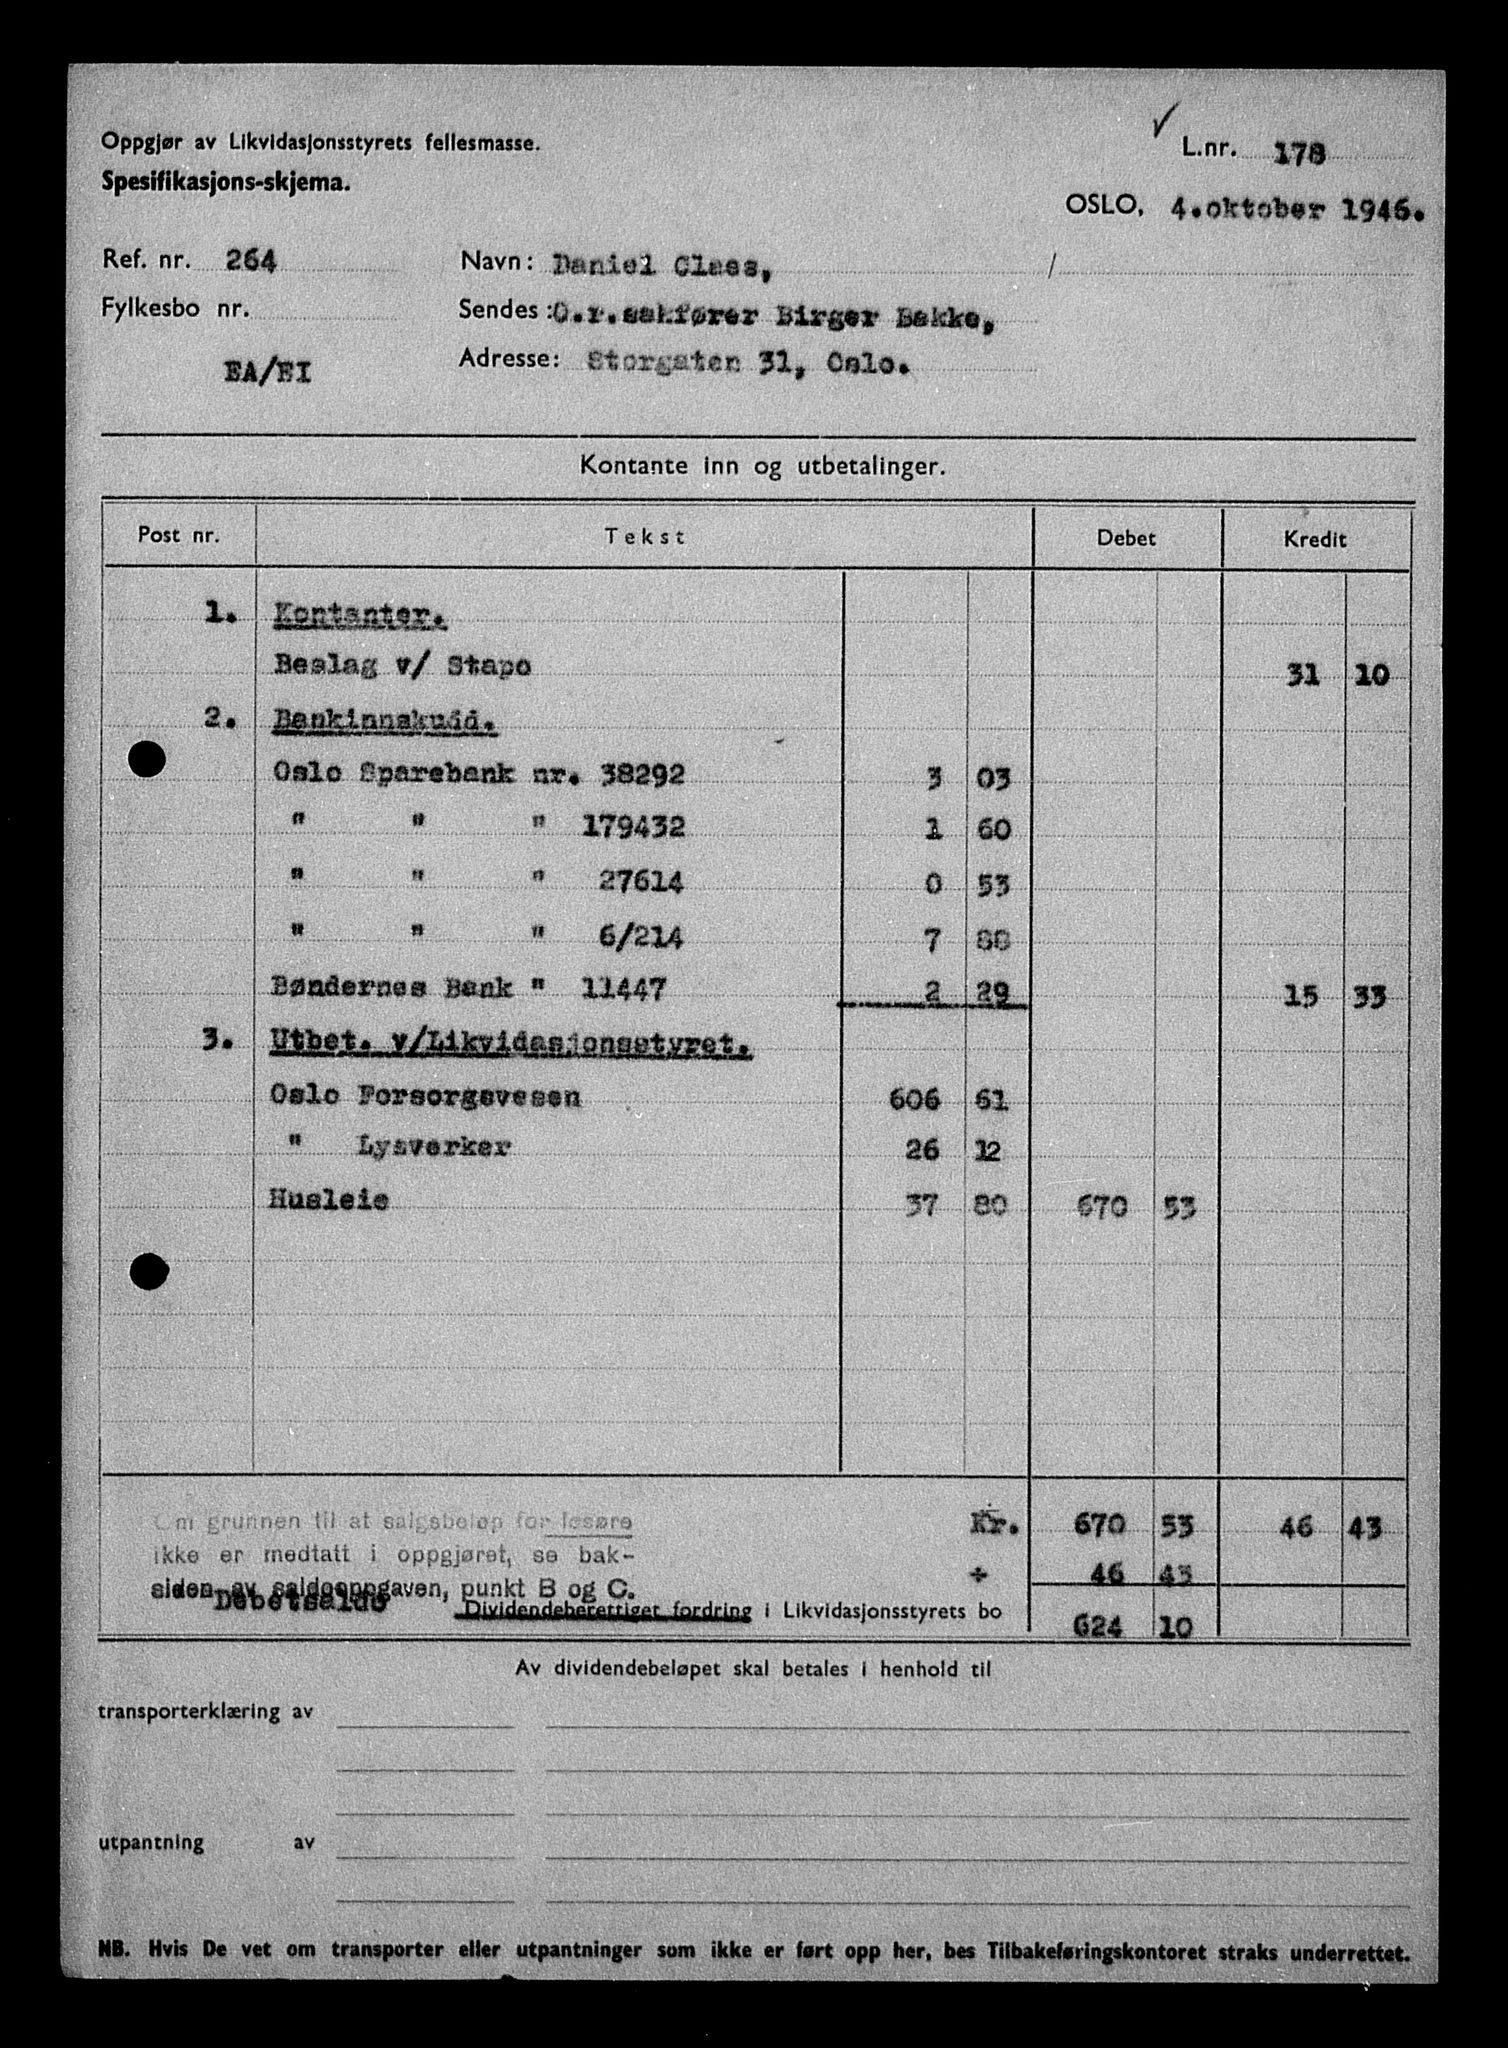 Oppgjør av Likvidasjonsstyrets fellesmasse.
Spesifikasjons-skjema.
L.nr. 178
OSLO, 4.oktober 1946.
Ref. nr. 264
Navn: Daniel Claes,
Fylkesbo nr.
Sendes: O.r.sakfører Birger Bakke,
EA/EI
Adresse: Storgaten 31, Oslo.
Kontante inn og utbetalinger.
Post nr. Tekst Debet Kredit
1. Kontanter.
Beslag v/ Stapo 31 10
2. Bankinnskudd.
Oslo Sparebank nr. 38292 3 03
" " " 179432 1 60
" " " 27614 0 53
" " " 6/214 7 88
Bøndernes Bank " 11447 2 29 15 33
3. Utbet. v/Likvidasjonsstyret.
Oslo Forsorgsvesen 606 61
" Lysverker 26 12
Husleie 37 80 670 53
Om grunnen til at salgsbeløp for løsøre
ikke er medtatt i oppgjøret, se bak-
siden av saldooppgaven, punkt B og C.
Kr. 670 53 46 43
÷ 46 43
Debetsaldo Dividendeberettiget fordring i Likvidasjonsstyrets bo 624 10
Av dividendebeløpet skal betales i henhold til
transporterklæring av
utpantning av
NB. Hvis De vet om transporter eller utpantninger som ikke er ført opp her, bes Tilbakeføringskontoret straks underrettet.